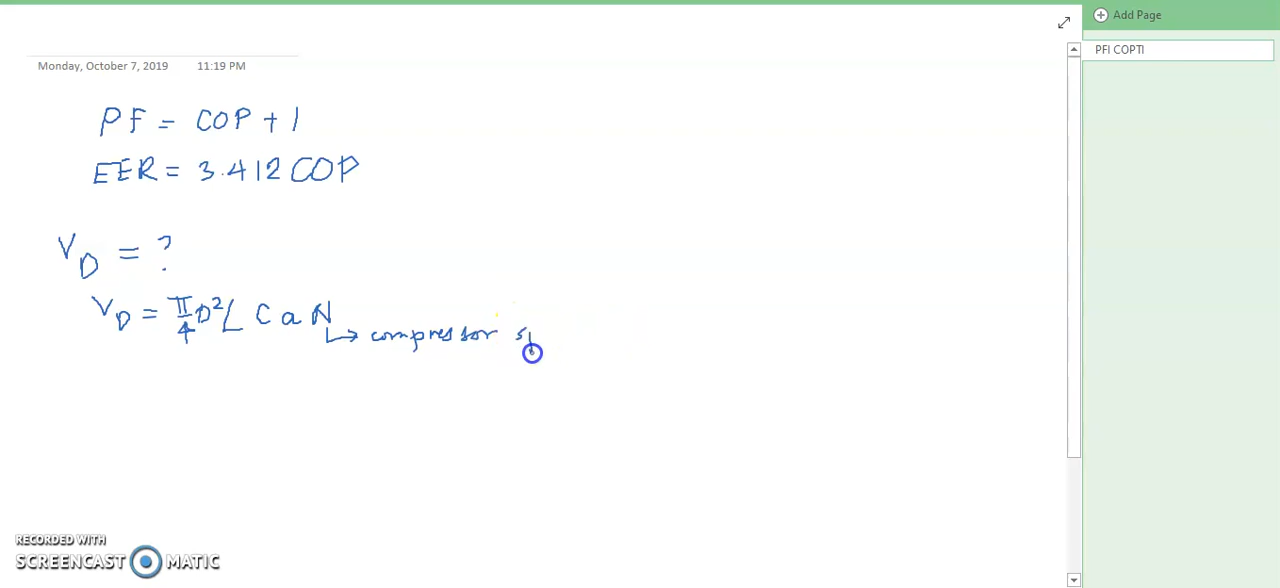 Add Page
PFI COPTI
Monday, October 7, 2019 11:19 PM
PF = COP + 1
EER = 3.412 COP
V_D = ?
V_D = π/4 D²L C a N
↳ compressor
RECORDED WITH
SCREENCAST MATIC